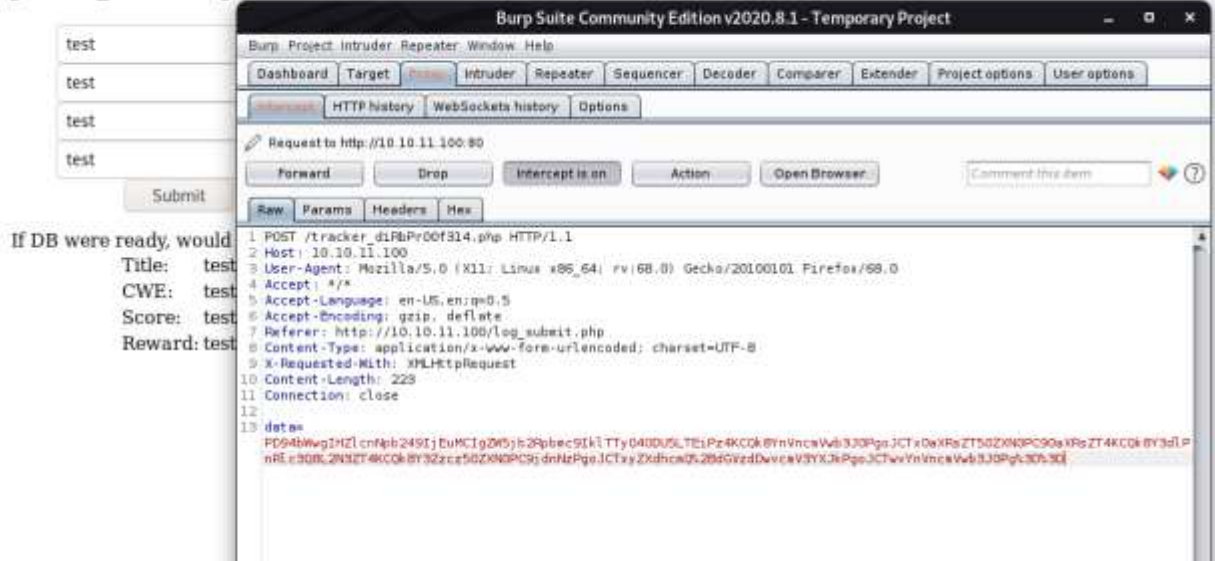 Burp Suite Community Edition v2020.8.1 - Temporary Project
test
Burp Project Intruder Repeater Window Help
Dashboard Target Proxy Intruder Repeater Sequencer Decoder Comparer Extender Project options User options
test
Intercept HTTP history WebSockets history Options
test
Request to http://10.10.11.100:80
test
Forward Drop Intercept is on Action Open Browser Comment this item
Submit
Raw Params Headers Hex
If DB were ready, would
Title: test
CWE: test
Score: test
Reward: test
1 POST /tracker_diRbPr00f314.php HTTP/1.1
2 Host: 10.10.11.100
3 User-Agent: Mozilla/5.0 (X11; Linux x86_64; rv:68.0) Gecko/20100101 Firefox/68.0
4 Accept: */*
5 Accept-Language: en-US,en;q=0.5
6 Accept-Encoding: gzip, deflate
7 Referer: http://10.10.11.100/log_submit.php
8 Content-Type: application/x-www-form-urlencoded; charset=UTF-8
9 X-Requested-With: XMLHttpRequest
10 Content-Length: 223
11 Connection: close
12
13 data=